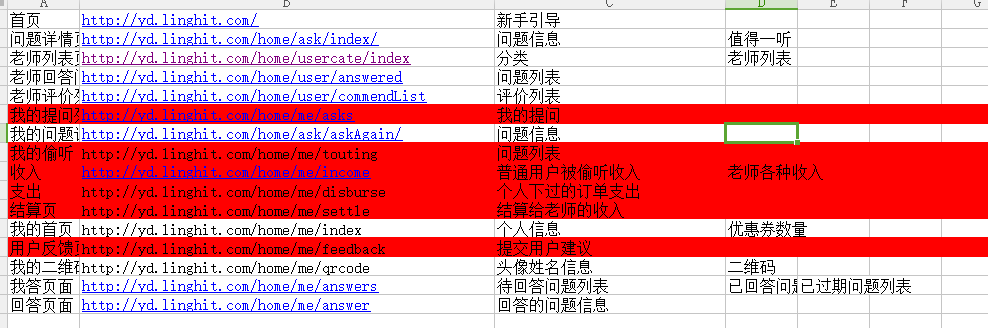 A B C D E F G
首页 http://yd.linghit.com/ 新手引导
问题详情页 http://yd.linghit.com/home/ask/index/ 问题信息 值得一听
老师列表页 http://yd.linghit.com/home/usercate/index 分类 老师列表
老师回答问 http://yd.linghit.com/home/user/answered 问题列表
老师评价列 http://yd.linghit.com/home/user/commendList 评价列表
我的提问列 http://yd.linghit.com/home/me/asks 我的提问
我的问题详 http://yd.linghit.com/home/ask/askAgain/ 问题信息
我的偷听 http://yd.linghit.com/home/me/touting 问题列表
收入 http://yd.linghit.com/home/me/income 普通用户被偷听收入 老师各种收入
支出 http://yd.linghit.com/home/me/disburse 个人下过的订单支出
结算页 http://yd.linghit.com/home/me/settle 结算给老师的收入
我的首页 http://yd.linghit.com/home/me/index 个人信息 优惠券数量
用户反馈页 http://yd.linghit.com/home/me/feedback 提交用户建议
我的二维码 http://yd.linghit.com/home/me/qrcode 头像姓名信息 二维码
我答页面 http://yd.linghit.com/home/me/answers 待回答问题列表 已回答问题 已过期问题列表
回答页面 http://yd.linghit.com/home/me/answer 回答的问题信息